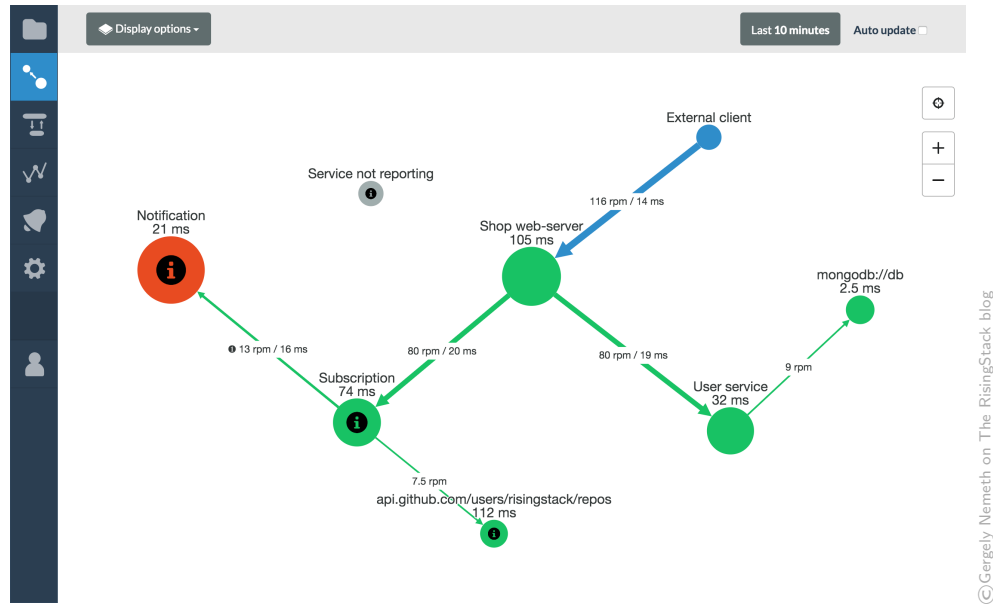 Display options
Last 10 minutes
Auto update
External client
Service not reporting
116 rpm / 14 ms
Notification
21 ms
Shop web-server
105 ms
mongodb://db
2.5 ms
13 rpm / 16 ms
80 rpm / 20 ms
80 rpm / 19 ms
9 rpm
Subscription
74 ms
User service
32 ms
7.5 rpm
api.github.com/users/risingstack/repos
112 ms
©Gergely Nemeth on The RisingStack blog